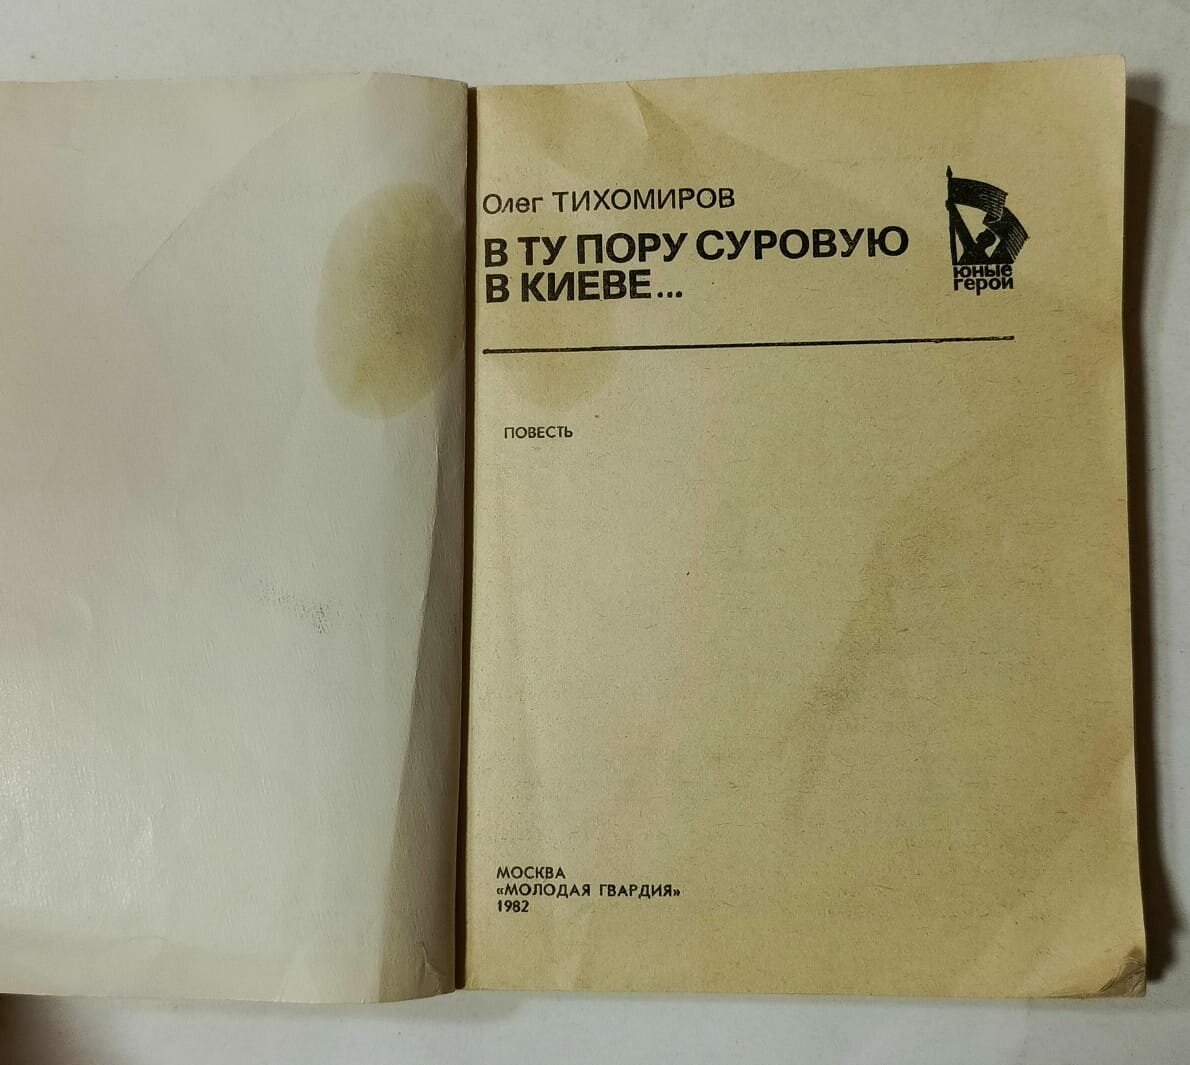 Олег ТИХОМИРОВ
В ТУ ПОРУ СУРОВУЮ
В КИЕВЕ...
юные
герои
ПОВЕСТЬ
МОСКВА
«МОЛОДАЯ ГВАРДИЯ»
1982